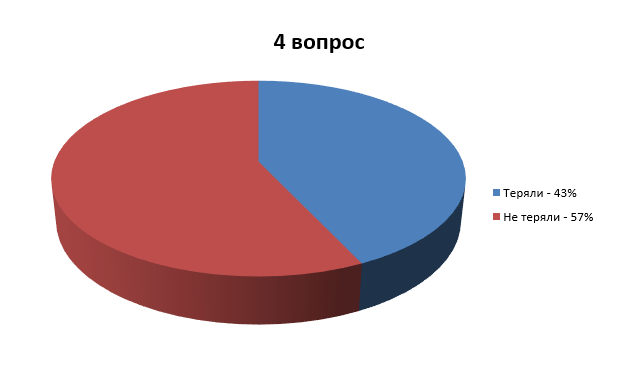 4 вопрос
Теряли - 43%
Не теряли - 57%